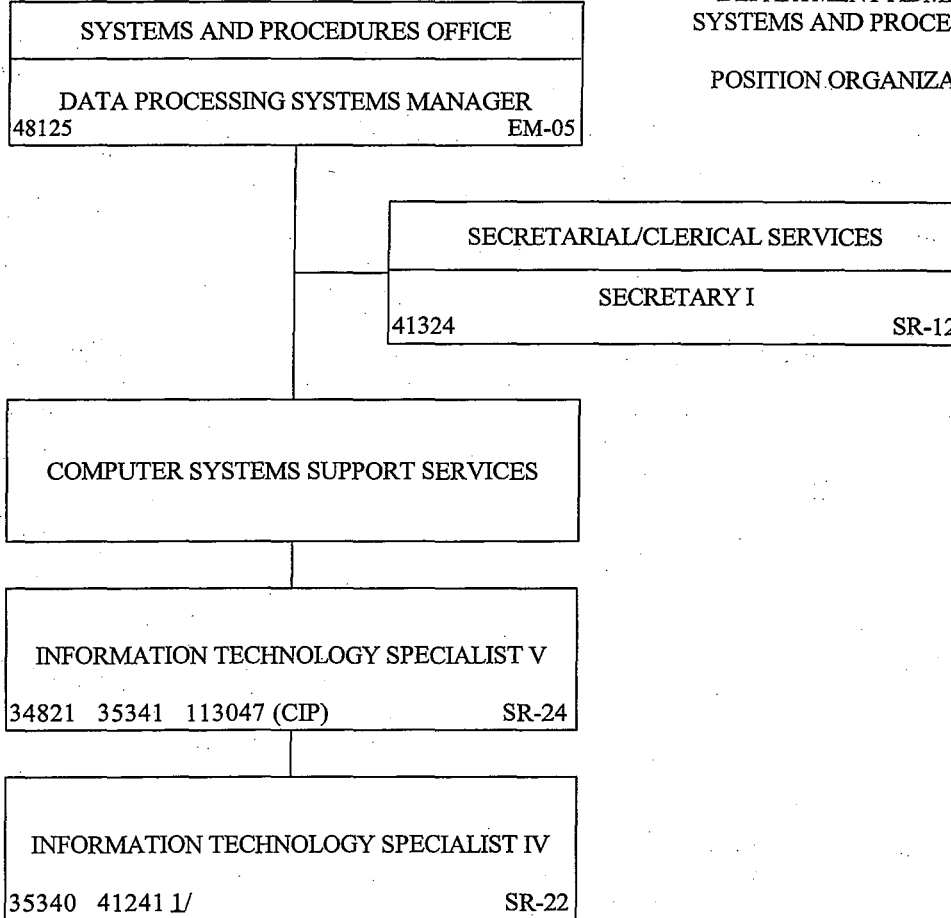 SYSTEMS AND PROCEDURES OFFICE
DATA PROCESSING SYSTEMS MANAGER
48125 EM-05
SYSTEMS AND PROCE
POSITION ORGANIZA
SECRETARIAL/CLERICAL SERVICES
SECRETARY I
41324 SR-12
COMPUTER SYSTEMS SUPPORT SERVICES
INFORMATION TECHNOLOGY SPECIALIST V
34821 35341 113047 (CIP) SR-24
INFORMATION TECHNOLOGY SPECIALIST IV
35340 41241 1/ SR-22